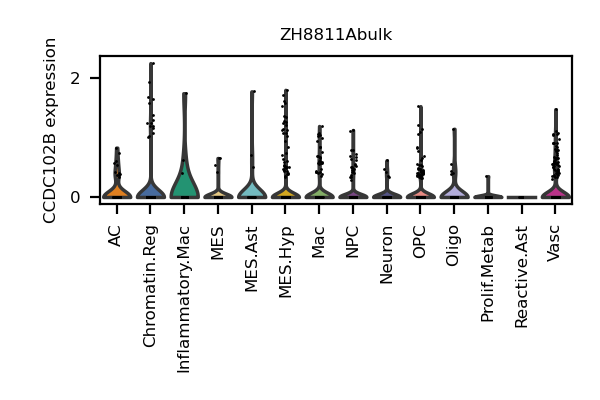 ZH8811Abulk
CCDC102B expression
2
0
AC
Chromatin.Reg
Inflammatory.Mac
MES
MES.Ast
MES.Hyp
Mac
NPC
Neuron
OPC
Oligo
Prolif.Metab
Reactive.Ast
Vasc